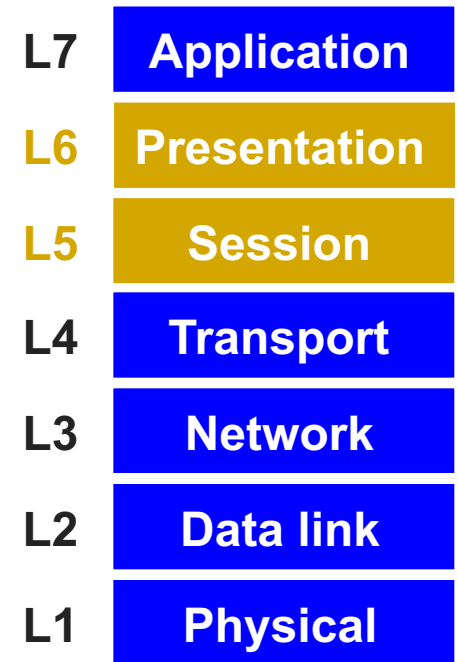 L7 Application
L6 Presentation
L5 Session
L4 Transport
L3 Network
L2 Data link
L1 Physical